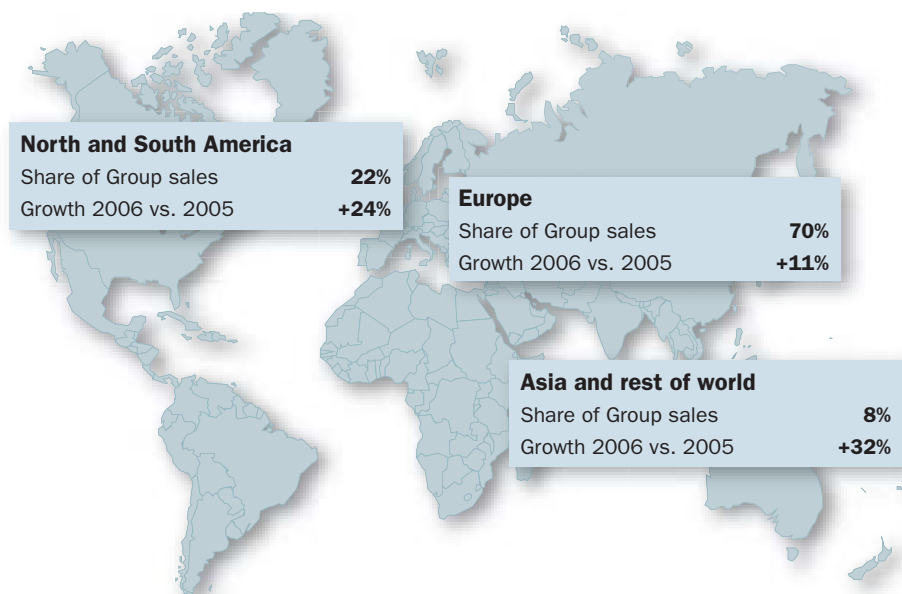 North and South America
Share of Group sales 22%
Growth 2006 vs. 2005 +24%
Europe
Share of Group sales 70%
Growth 2006 vs. 2005 +11%
Asia and rest of world
Share of Group sales 8%
Growth 2006 vs. 2005 +32%